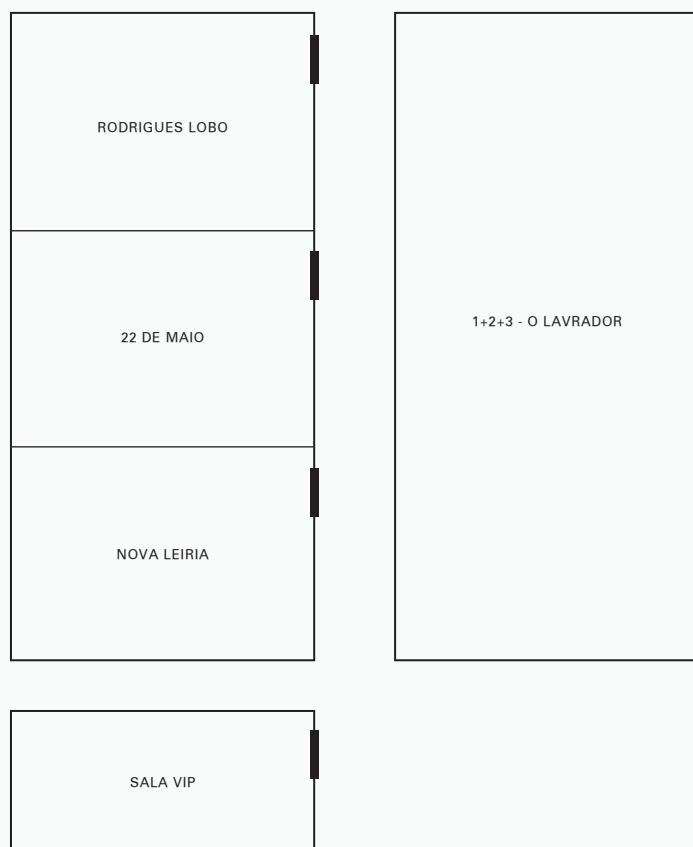 RODRIGUES LOBO
22 DE MAIO
NOVA LEIRIA
1+2+3 - O LAVRADOR
SALA VIP